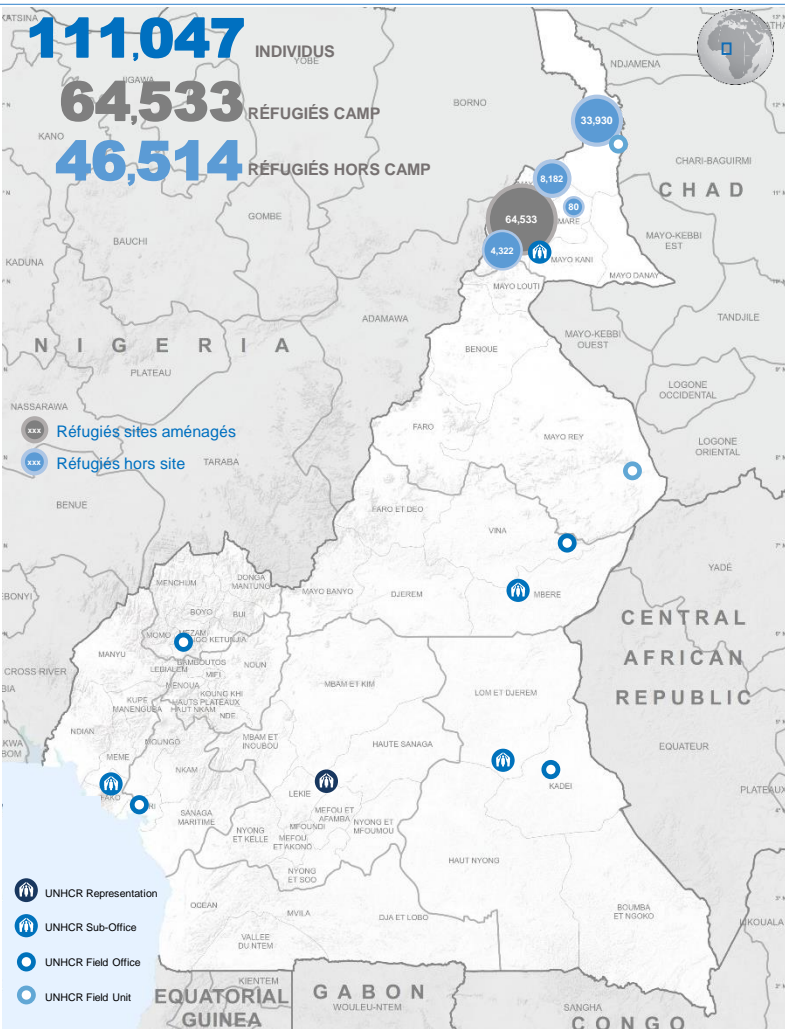 111,047 INDIVIDUS
64,533 RÉFUGIÉS CAMP
46,514 RÉFUGIÉS HORS CAMP
KATSINA
YOBE
JIGAWA
NDJAMENA
BORNO
KANO
33,930
CHARI-BAGUIRMI
8,182
CHAD
80
GOMBE
64,533
MARE
BAUCHI
MAYO-KEBBI
EST
4,322
MAYO KANI
KADUNA
MAYO DANAY
MAYO LOUTI
ADAMAWA
TANDJILE
MAYO-KEBBI
OUEST
NIGERIA
BENOUE
PLATEAU
LOGONE
OCCIDENTAL
NASSARAWA
xxx Réfugiés sites aménagés
FARO
MAYO REY
LOGONE
ORIENTAL
xxx Réfugiés hors site
TARABA
BENUE
FARO ET DEO
VINA
YADÉ
MENCHUM
DONGA
MANTUNG
MAYO BANYO
DJEREM
MBERE
EBONYI
BOYO
BUI
CENTRAL
AFRICAN
REPUBLIC
MOMO
MEZAM
NGO KETUNJIA
MANYU
BAMBOUTOS
NOUN
LEBIALEM
MIFI
CROSS RIVER
MENOUA
MBAM ET KIM
LOM ET DJEREM
KOUNG KHI
KUPE
MANENGUBA
HAUTS PLATEAUX
HAUT NKAM
NDE
NDIAN
MOUNGO
MBAM ET
INOUBOU
HAUTE SANAGA
EQUATEUR
AKWA
BOM
MEME
NKAM
LEKIE
KADEI
PLATEAUX
FAKO
RI
SANAGA
MARITIME
MEFOU ET
AFAMBA
NYONG ET
MFOUMOU
MFOUNDI
NYONG
ET KELLE
MEFOU
ET AKONO
HAUT NYONG
NYONG
ET SOO
UNHCR Representation
OCEAN
MVILA
DJA ET LOBO
BOUMBA
ET NGOKO
LIKOUALA
UNHCR Sub-Office
VALLEE
DU NTEM
UNHCR Field Office
KIENTEM
UNHCR Field Unit
EQUATORIAL
GUINEA
GABON
WOULEU-NTEM
SANGHA
CONGO